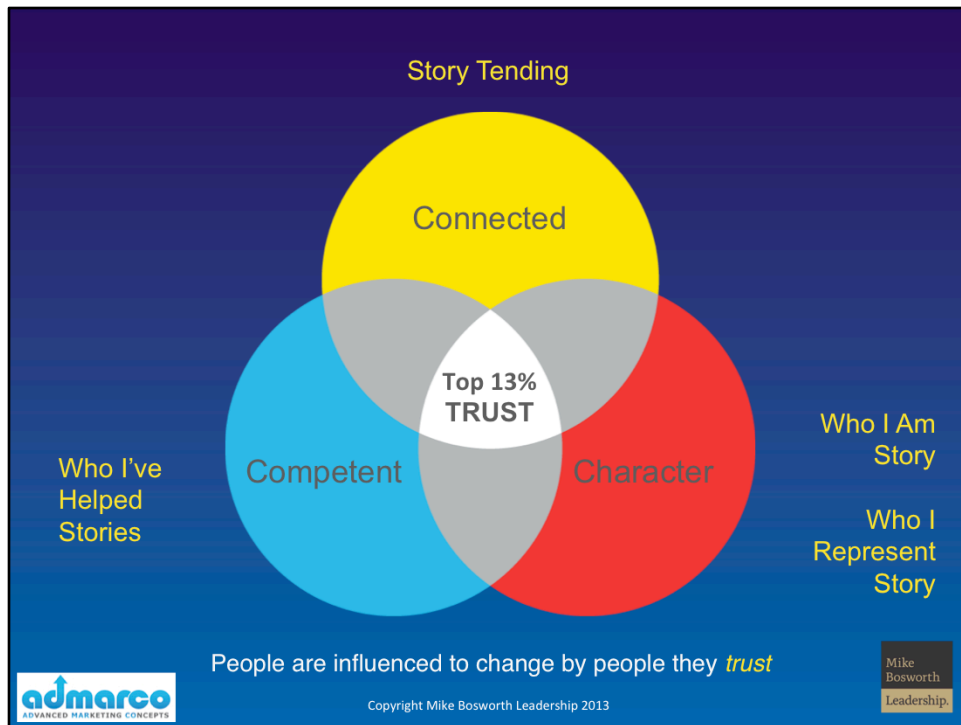 Story Tending
Connected
Top 13%
TRUST
Competent
Character
Who I've
Helped
Stories
Who I Am
Story
Who I
Represent
Story
People are influenced to change by people they trust
admarco
ADVANCED MARKETING CONCEPTS
Copyright Mike Bosworth Leadership 2013
Mike
Bosworth
Leadership.